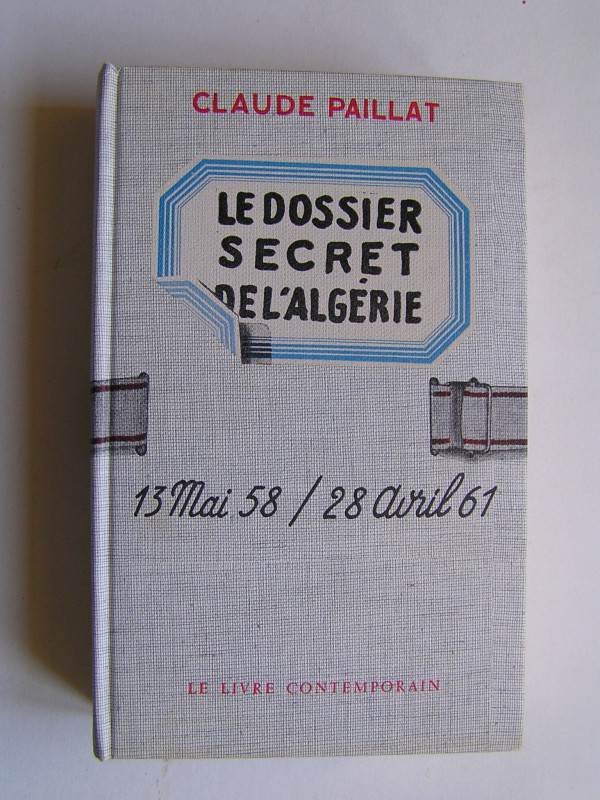 CLAUDE PAILLAT
LE DOSSIER
SECRET
DE L'ALGÉRIE
13 Mai 58 / 28 Avril 61
LE LIVRE CONTEMPORAIN